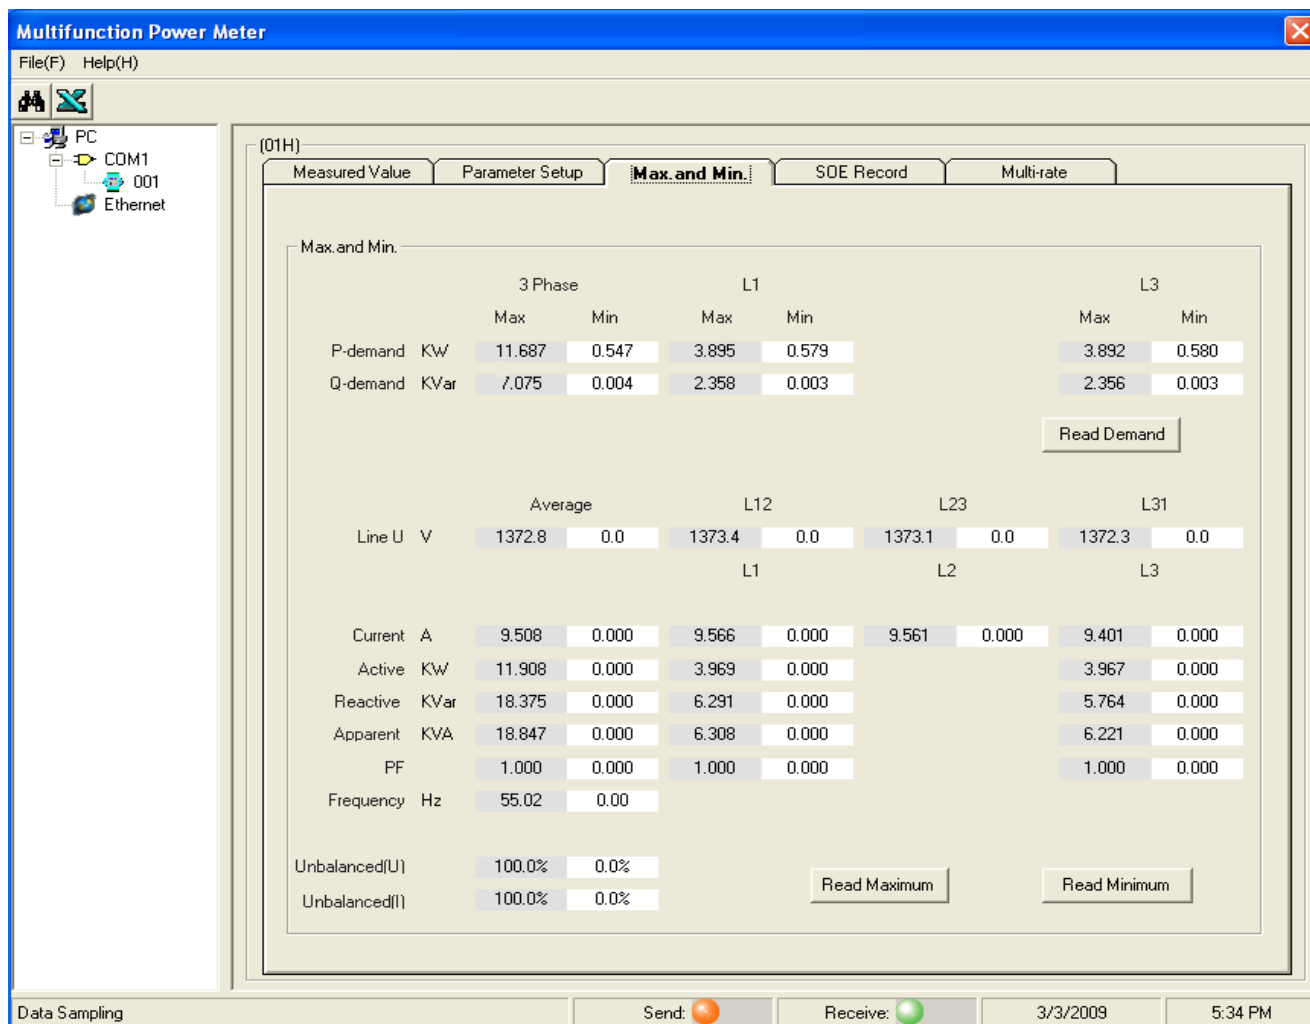 Multifunction Power Meter
File(F) Help(H)
PC
COM1
001
Ethernet
(01H)
Measured Value Parameter Setup Max.and Min. SOE Record Multi-rate
Max.and Min.
3 Phase L1 L3
Max Min Max Min Max Min
P-demand KW 11.687 0.547 3.895 0.579 3.892 0.580
Q-demand KVar 7.075 0.004 2.358 0.003 2.356 0.003
Read Demand
Average L12 L23 L31
Line U V 1372.8 0.0 1373.4 0.0 1373.1 0.0 1372.3 0.0
L1 L2 L3
Current A 9.508 0.000 9.566 0.000 9.561 0.000 9.401 0.000
Active KW 11.908 0.000 3.969 0.000 3.967 0.000
Reactive KVar 18.375 0.000 6.291 0.000 5.764 0.000
Apparent KVA 18.847 0.000 6.308 0.000 6.221 0.000
PF 1.000 0.000 1.000 0.000 1.000 0.000
Frequency Hz 55.02 0.00
Unbalanced(U) 100.0% 0.0%
Unbalanced(I) 100.0% 0.0%
Read Maximum Read Minimum
Data Sampling Send: Receive: 3/3/2009 5:34 PM